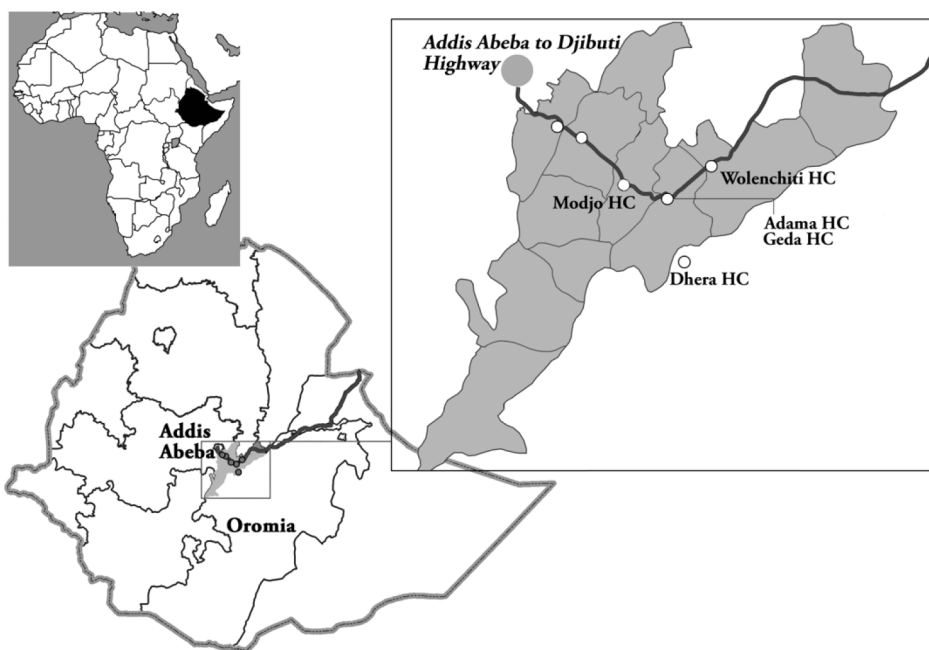 Addis Abeba to Djibuti
Highway
Wolenchiti HC
Modjo HC
Adama HC
Geda HC
Dhera HC
Addis
Abeba
Oromia